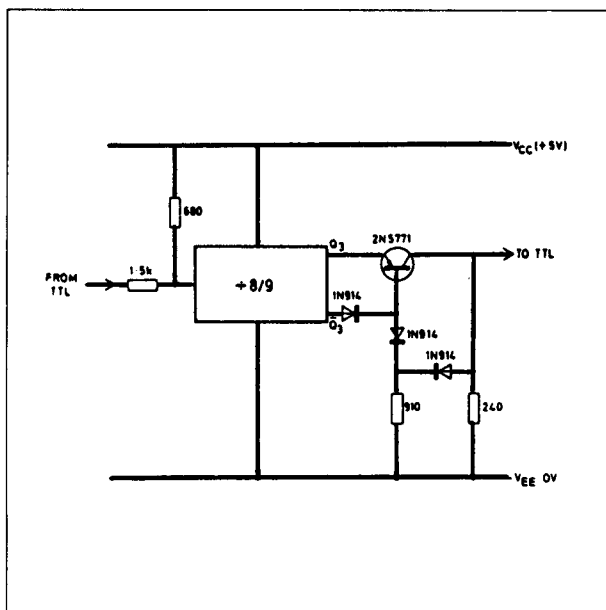 VCC (+5V)
680
Q3
2N5771
TO TTL
FROM
TTL
1·5k
÷8/9
1N914
Q̅3
1N914
1N914
910
240
VEE 0V